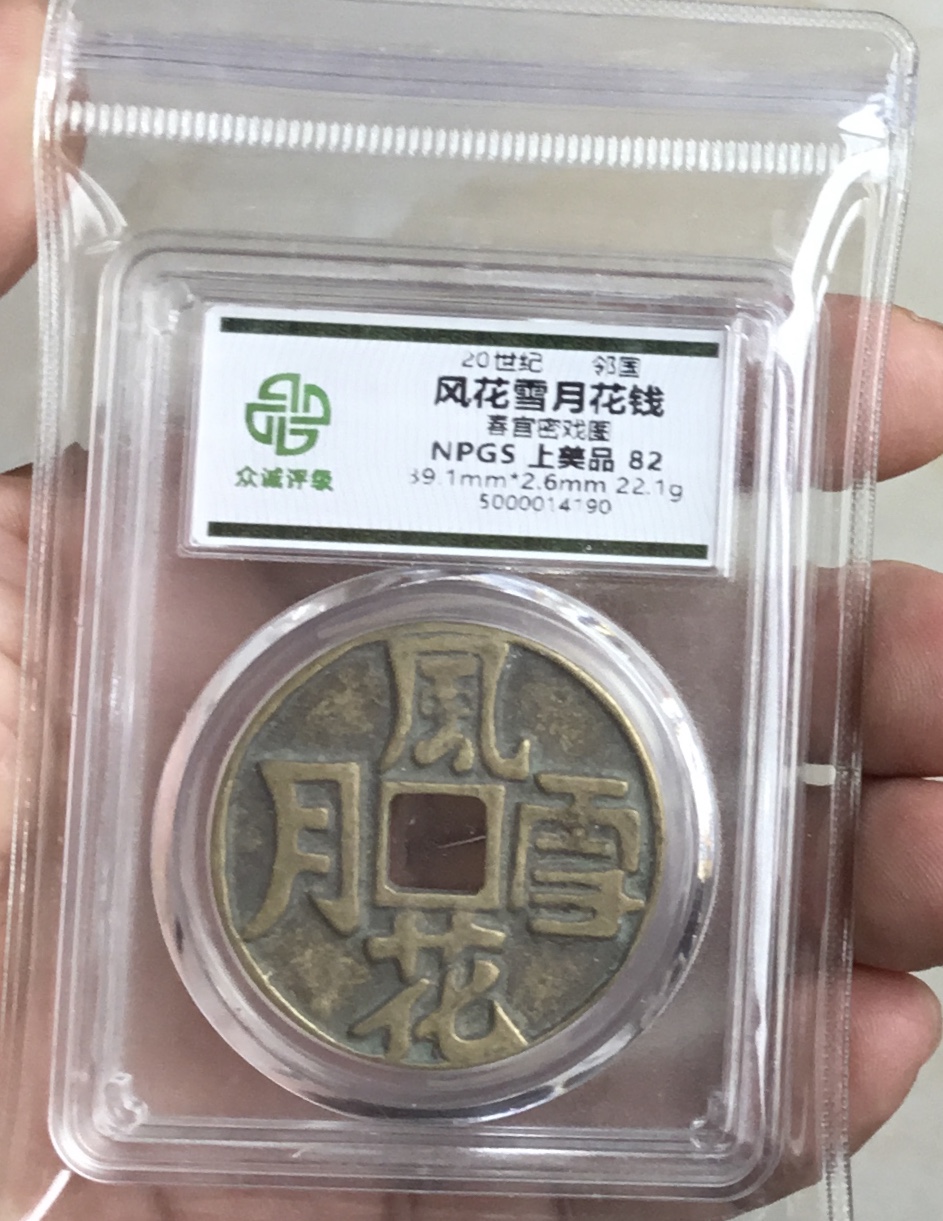 20世纪 邻国
风花雪月花钱
春宫密戏图
NPGS 上美品 82
39.1mm*2.6mm 22.1g
5000014190
众诚评级
風
月 雪
花